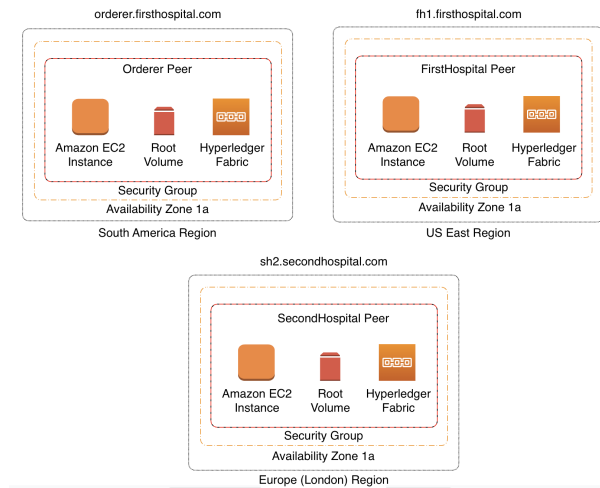 orderer.firsthospital.com
Orderer Peer
Amazon EC2
Instance
Root
Volume
Hyperledger
Fabric
Security Group
Availability Zone 1a
South America Region
fh1.firsthospital.com
FirstHospital Peer
Amazon EC2
Instance
Root
Volume
Hyperledger
Fabric
Security Group
Availability Zone 1a
US East Region
sh2.secondhospital.com
SecondHospital Peer
Amazon EC2
Instance
Root
Volume
Hyperledger
Fabric
Security Group
Availability Zone 1a
Europe (London) Region